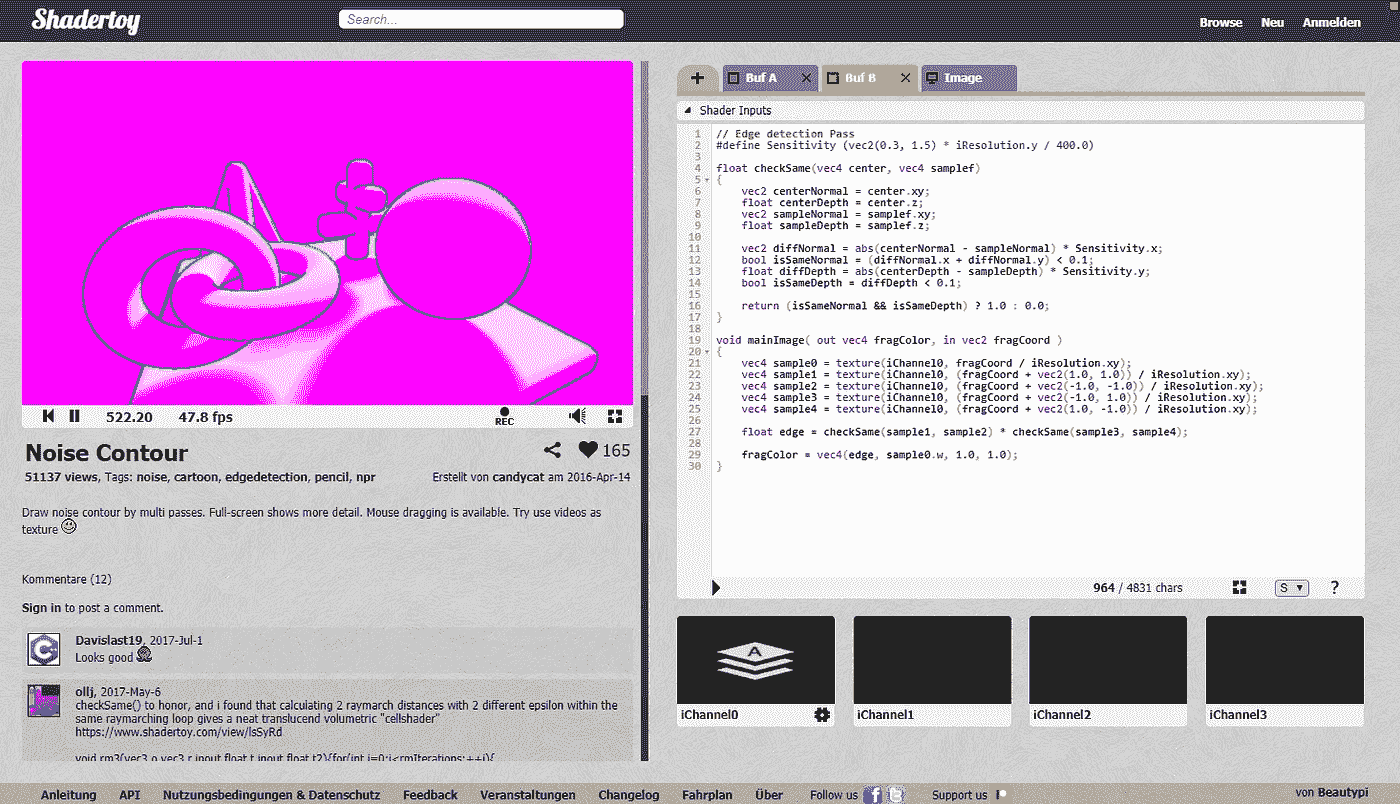 Shadertoy
Search...
Browse Neu Anmelden
522.20 47.8 fps REC
Noise Contour
165
51137 views, Tags: noise, cartoon, edgedetection, pencil, npr
Erstellt von candycat am 2016-Apr-14
Draw noise contour by multi passes. Full-screen shows more detail. Mouse dragging is available. Try use videos as
texture
Kommentare (12)
Sign in to post a comment.
Davislast19, 2017-Jul-1
Looks good
ollj, 2017-May-6
checkSame() to honor, and i found that calculating 2 raymarch distances with 2 different epsilon within the
same raymarching loop gives a neat translucend volumetric "cellshader"
https://www.shadertoy.com/view/lsSyRd
void rm3(vec3 o,vec3 r,inout float t,inout float t2){for(int i=0;i<rmIterations;++i){
+ Buf A Buf B Image
Shader Inputs
1 // Edge detection Pass
2 #define Sensitivity (vec2(0.3, 1.5) * iResolution.y / 400.0)
3
4 float checkSame(vec4 center, vec4 samplef)
5 {
6 vec2 centerNormal = center.xy;
7 float centerDepth = center.z;
8 vec2 sampleNormal = samplef.xy;
9 float sampleDepth = samplef.z;
10
11 vec2 diffNormal = abs(centerNormal - sampleNormal) * Sensitivity.x;
12 bool isSameNormal = (diffNormal.x + diffNormal.y) < 0.1;
13 float diffDepth = abs(centerDepth - sampleDepth) * Sensitivity.y;
14 bool isSameDepth = diffDepth < 0.1;
15
16 return (isSameNormal && isSameDepth) ? 1.0 : 0.0;
17 }
18
19 void mainImage( out vec4 fragColor, in vec2 fragCoord )
20 {
21 vec4 sample0 = texture(iChannel0, fragCoord / iResolution.xy);
22 vec4 sample1 = texture(iChannel0, (fragCoord + vec2(1.0, 1.0)) / iResolution.xy);
23 vec4 sample2 = texture(iChannel0, (fragCoord + vec2(-1.0, -1.0)) / iResolution.xy);
24 vec4 sample3 = texture(iChannel0, (fragCoord + vec2(-1.0, 1.0)) / iResolution.xy);
25 vec4 sample4 = texture(iChannel0, (fragCoord + vec2(1.0, -1.0)) / iResolution.xy);
26
27 float edge = checkSame(sample1, sample2) * checkSame(sample3, sample4);
28
29 fragColor = vec4(edge, sample0.w, 1.0, 1.0);
30 }
964 / 4831 chars S ?
A
iChannel0 iChannel1 iChannel2 iChannel3
Anleitung API Nutzungsbedingungen & Datenschutz Feedback Veranstaltungen Changelog Fahrplan Über Follow us Support us von Beautypi